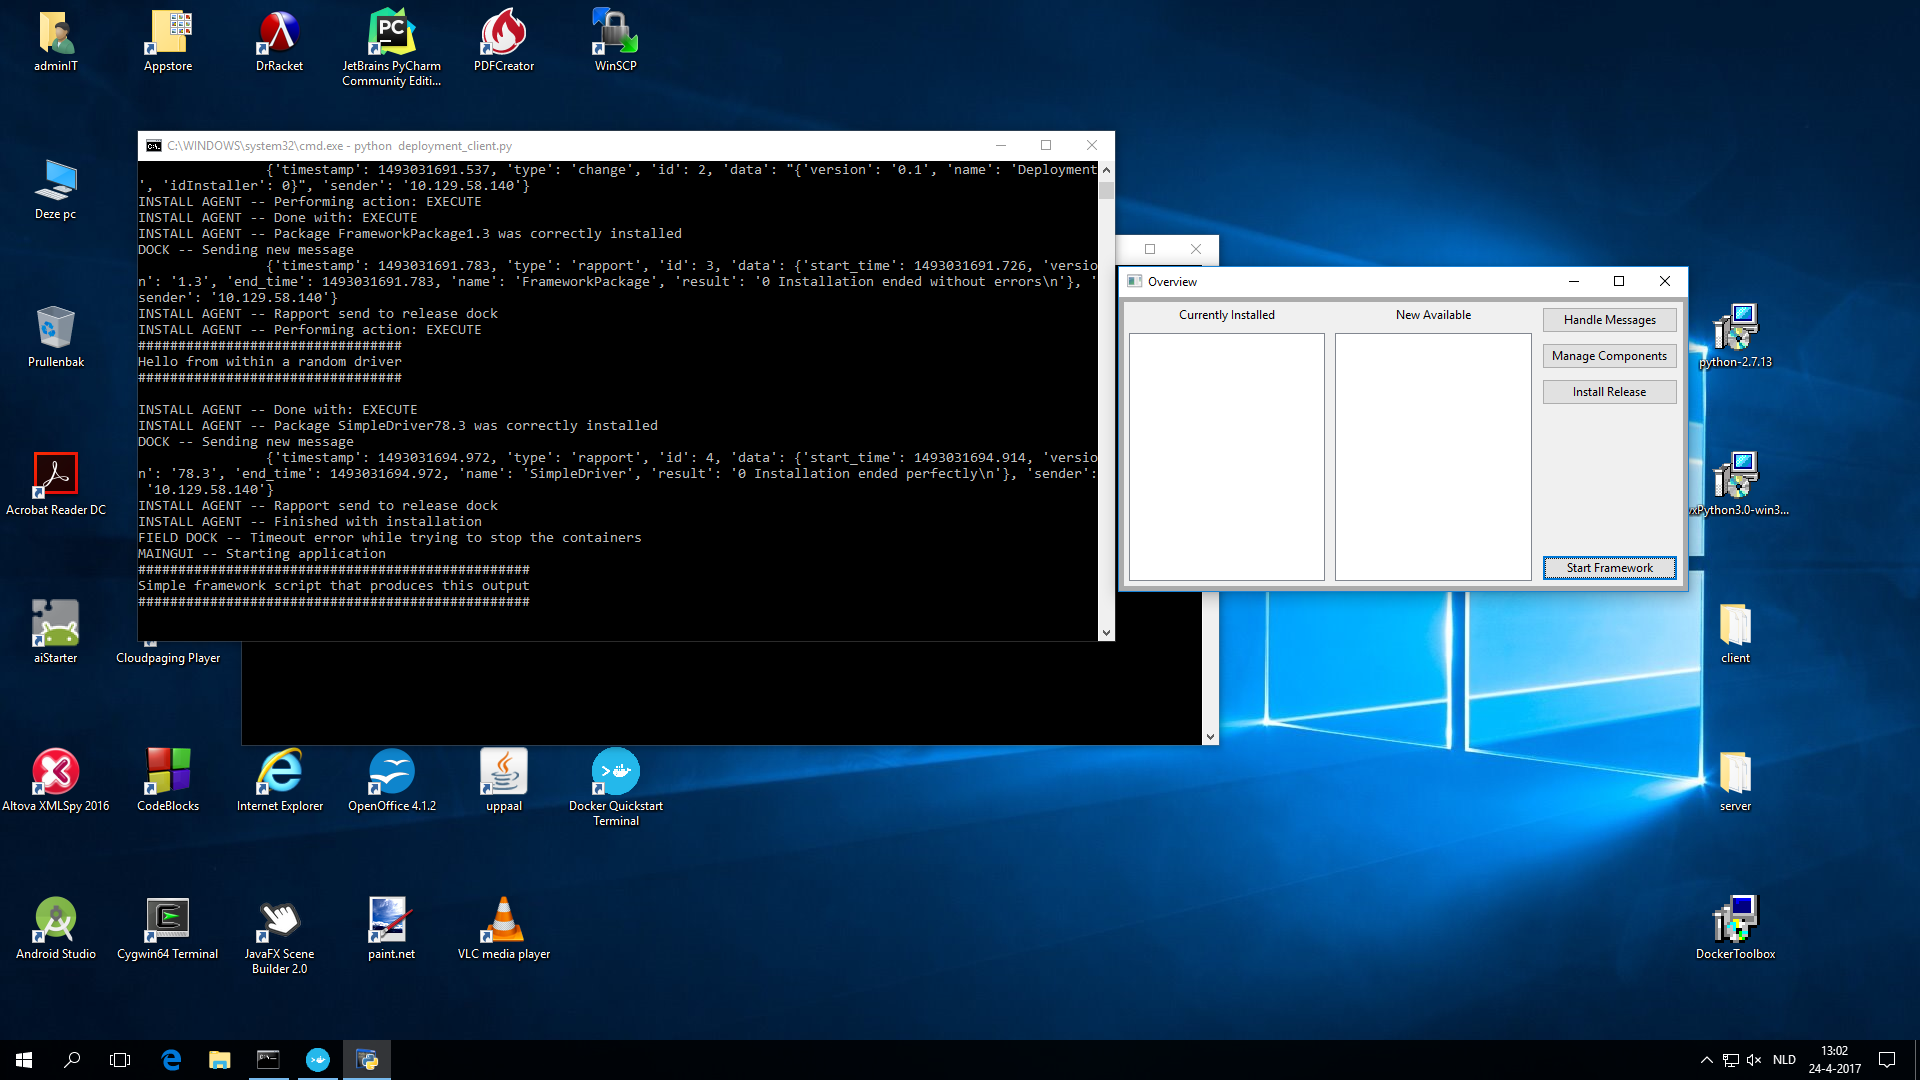 adminIT
Appstore
DrRacket
JetBrains PyCharm
Community Editi...
PDFCreator
WinSCP
Deze pc
Prullenbak
Acrobat Reader DC
aiStarter
Cloudpaging Player
Altova XMLSpy 2016
CodeBlocks
Internet Explorer
OpenOffice 4.1.2
uppaal
Docker Quickstart
Terminal
Android Studio
Cygwin64 Terminal
JavaFX Scene
Builder 2.0
paint.net
VLC media player
C:\WINDOWS\system32\cmd.exe - python  deployment_client.py
{'timestamp': 1493031691.537, 'type': 'change', 'id': 2, 'data': "{'version': '0.1', 'name': 'Deployment
', 'idInstaller': 0}", 'sender': '10.129.58.140'}
INSTALL AGENT -- Performing action: EXECUTE
INSTALL AGENT -- Done with: EXECUTE
INSTALL AGENT -- Package FrameworkPackage1.3 was correctly installed
DOCK -- Sending new message
{'timestamp': 1493031691.783, 'type': 'rapport', 'id': 3, 'data': {'start_time': 1493031691.726, 'versio
n': '1.3', 'end_time': 1493031691.783, 'name': 'FrameworkPackage', 'result': '0 Installation ended without errors\n'}, '
sender': '10.129.58.140'}
INSTALL AGENT -- Rapport send to release dock
INSTALL AGENT -- Performing action: EXECUTE
#################################
Hello from within a random driver
#################################
INSTALL AGENT -- Done with: EXECUTE
INSTALL AGENT -- Package SimpleDriver78.3 was correctly installed
DOCK -- Sending new message
{'timestamp': 1493031694.972, 'type': 'rapport', 'id': 4, 'data': {'start_time': 1493031694.914, 'versio
n': '78.3', 'end_time': 1493031694.972, 'name': 'SimpleDriver', 'result': '0 Installation ended perfectly\n'}, 'sender':
'10.129.58.140'}
INSTALL AGENT -- Rapport send to release dock
INSTALL AGENT -- Finished with installation
FIELD DOCK -- Timeout error while trying to stop the containers
MAINGUI -- Starting application
#################################################
Simple framework script that produces this output
#################################################
Overview
Currently Installed
New Available
Handle Messages
Manage Components
Install Release
Start Framework
python-2.7.13
xPython3.0-win3...
client
server
DockerToolbox
NLD
13:02
24-4-2017